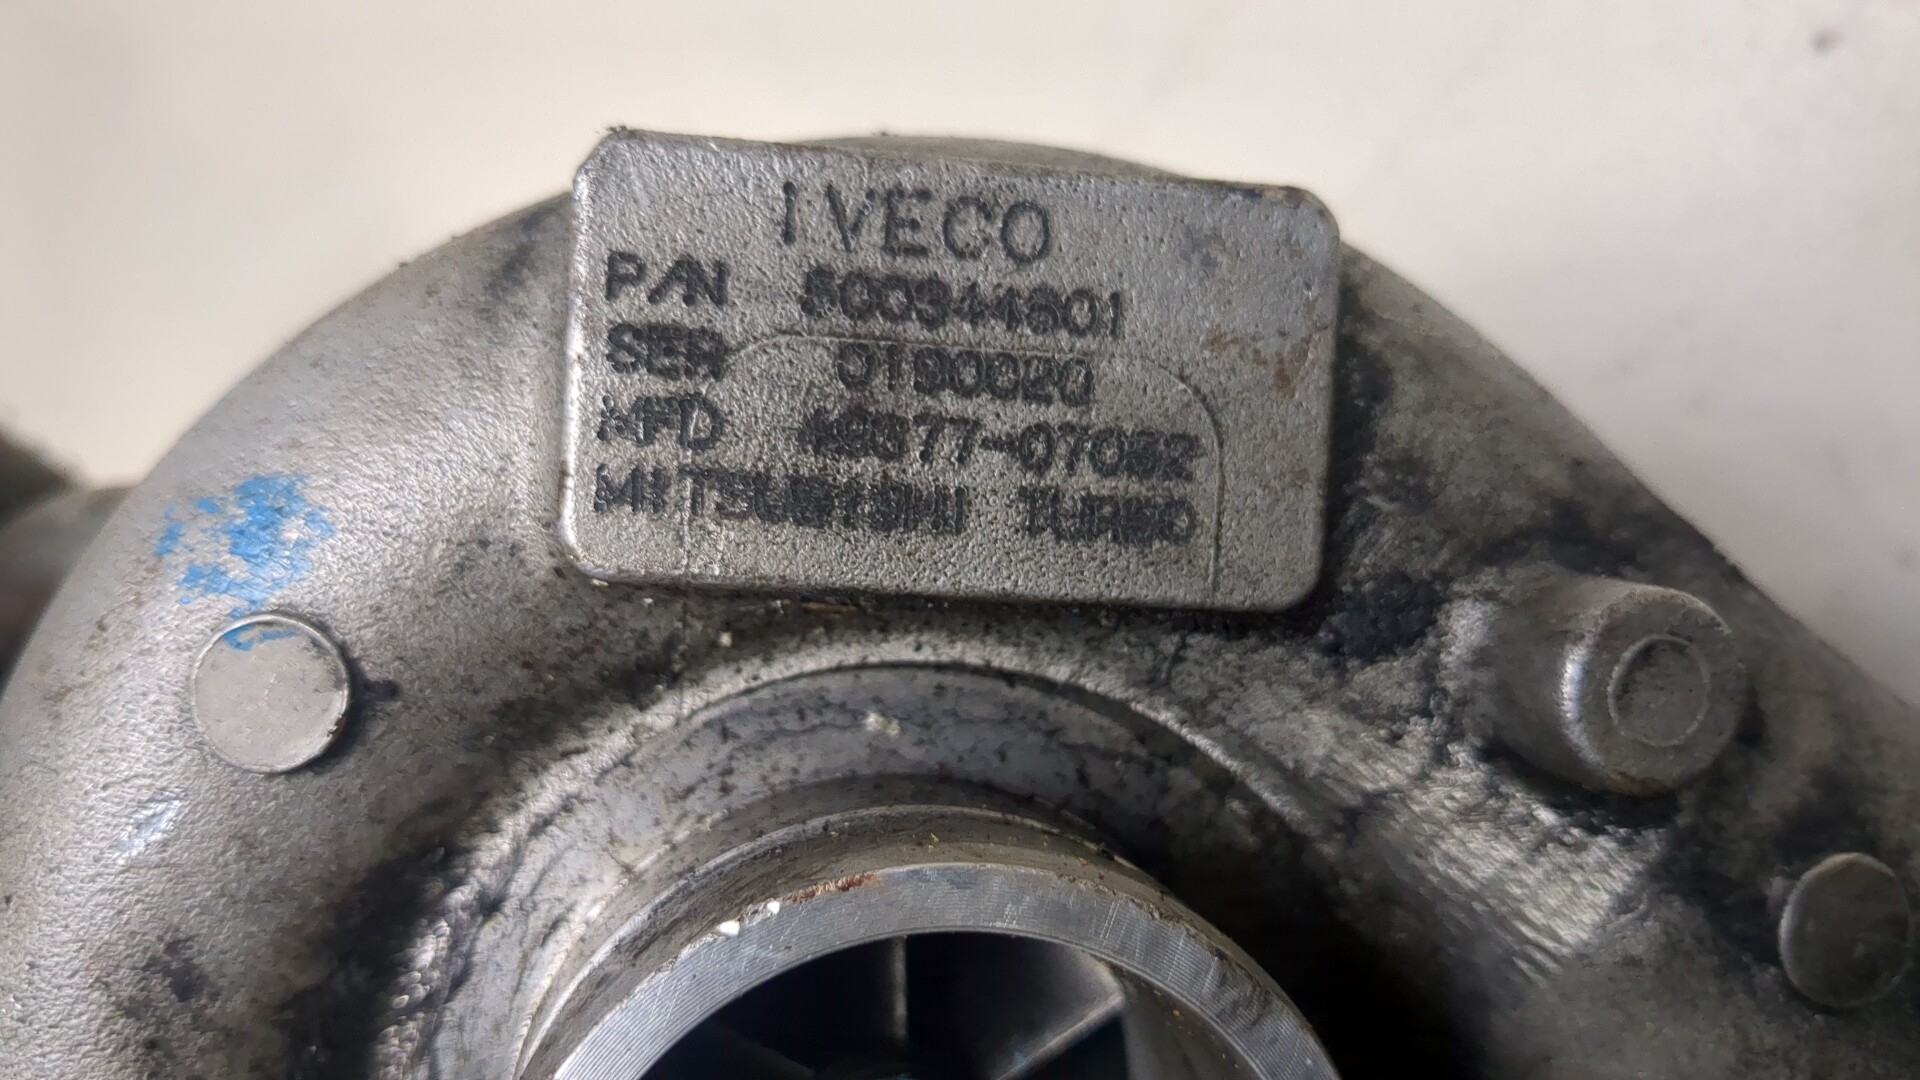 IVECO
P/N 500344801
SER 0190020
MFD 49377-07052
MITSUBISHI TURBO